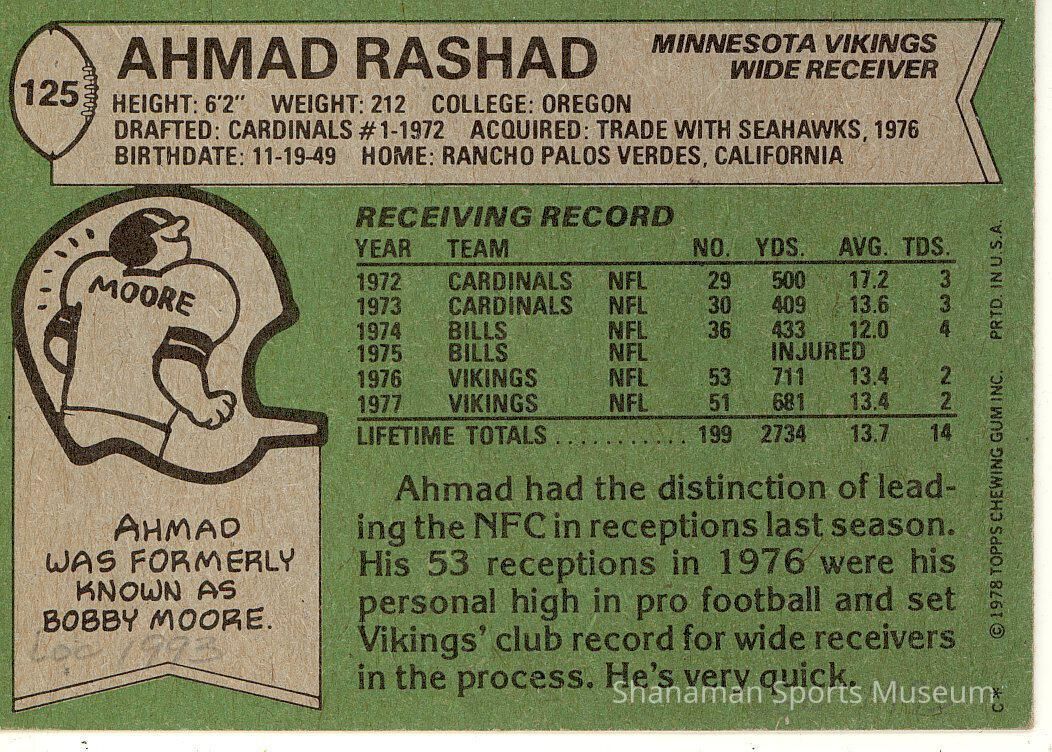 125
AHMAD RASHAD
MINNESOTA VIKINGS
WIDE RECEIVER
HEIGHT: 6'2" WEIGHT: 212 COLLEGE: OREGON
DRAFTED: CARDINALS #1-1972 ACQUIRED: TRADE WITH SEAHAWKS, 1976
BIRTHDATE: 11-19-49 HOME: RANCHO PALOS VERDES, CALIFORNIA
MOORE
AHMAD
WAS FORMERLY
KNOWN AS
BOBBY MOORE.
Loc 1993
RECEIVING RECORD
YEAR TEAM NO. YDS. AVG. TDS.
1972 CARDINALS NFL 29 500 17.2 3
1973 CARDINALS NFL 30 409 13.6 3
1974 BILLS NFL 36 433 12.0 4
1975 BILLS NFL INJURED
1976 VIKINGS NFL 53 711 13.4 2
1977 VIKINGS NFL 51 681 13.4 2
LIFETIME TOTALS ........... 199 2734 13.7 14
Ahmad had the distinction of lead-
ing the NFC in receptions last season.
His 53 receptions in 1976 were his
personal high in pro football and set
Vikings' club record for wide receivers
in the process. He's very quick.
©1978 TOPPS CHEWING GUM INC. PRTD. IN U.S.A.
C*
Shanaman Sports Museum